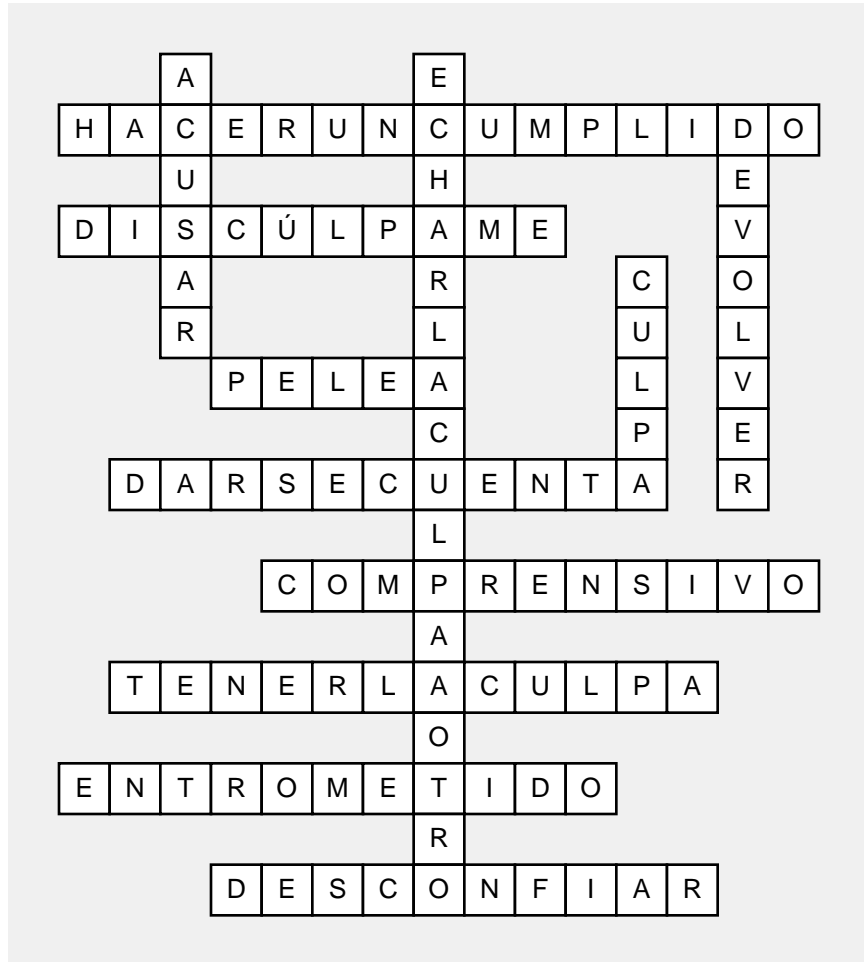 A E
HACERUNCUMPLIDO
U H E
DISCÚLPAME V
A R C O
R L U L
PELEA L V
C P E
DARSECUENTA R
L
COMPRENSIVO
A
TENERLACULPA
O
ENTROMETIDO
R
DESCONFIAR